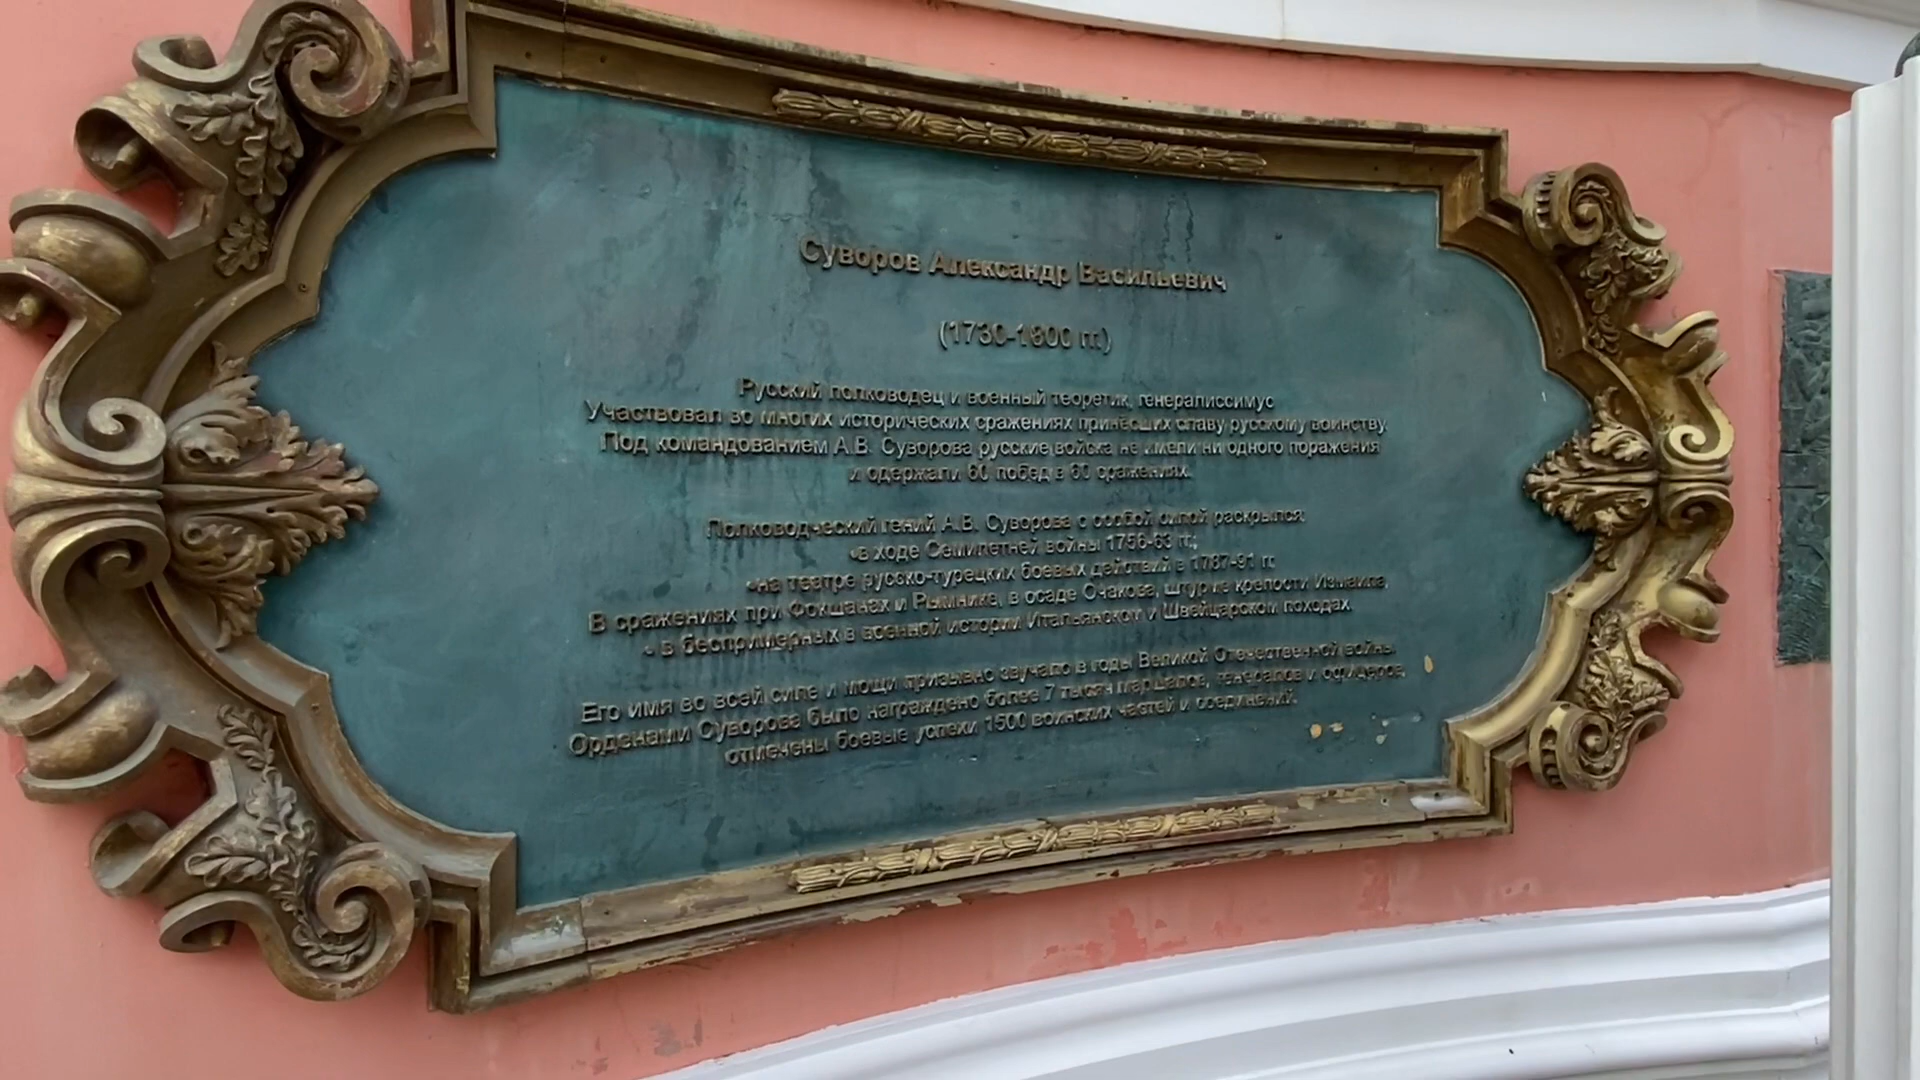 Суворов Александр Васильевич
(1730-1800 гг.)
Русский полководец и военный теоретик, генералиссимус
Участвовал во многих исторических сражениях принесших славу русскому воинству.
Под командованием А.В. Суворова русские войска не имели ни одного поражения
и одержали 60 побед в 60 сражениях.
Полководческий гений А.В. Суворова с особой силой раскрылся:
•в ходе Семилетней войны 1756-63 гг.;
•на театре русско-турецких боевых действий в 1787-91 гг.
В сражениях при Фокшанах и Рымнике, в осаде Очакова, штурме крепости Измаила,
- в беспримерных в военной истории Итальянском и Швейцарском походах.
Его имя во всей силе и мощи призывно звучало в годы Великой Отечественной войны.
Орденами Суворова было награждено более 7 тысяч маршалов, генералов и офицеров,
отмечены боевые успехи 1500 воинских частей и соединений.